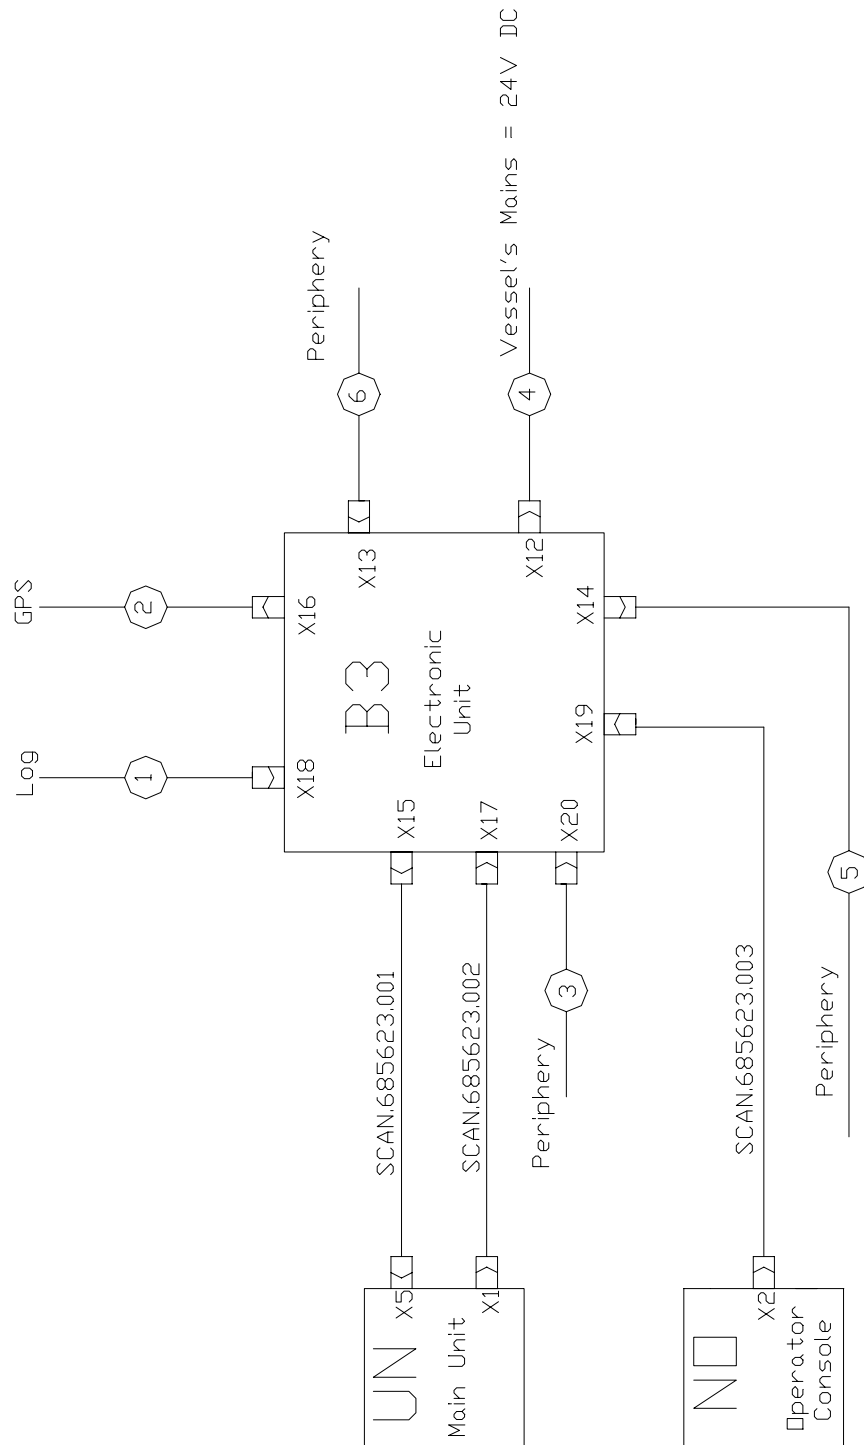 Log
1
GPS
2
Periphery
6
Vessel's Mains = 24V DC
4
X18
X16
X13
X12
B3
Electronic
Unit
X15
X17
X20
X19
X14
SCAN.685623.001
SCAN.685623.002
Periphery
3
SCAN.685623.003
Periphery
5
UN
Main Unit
X5
X1
NO
Operator
Console
X2